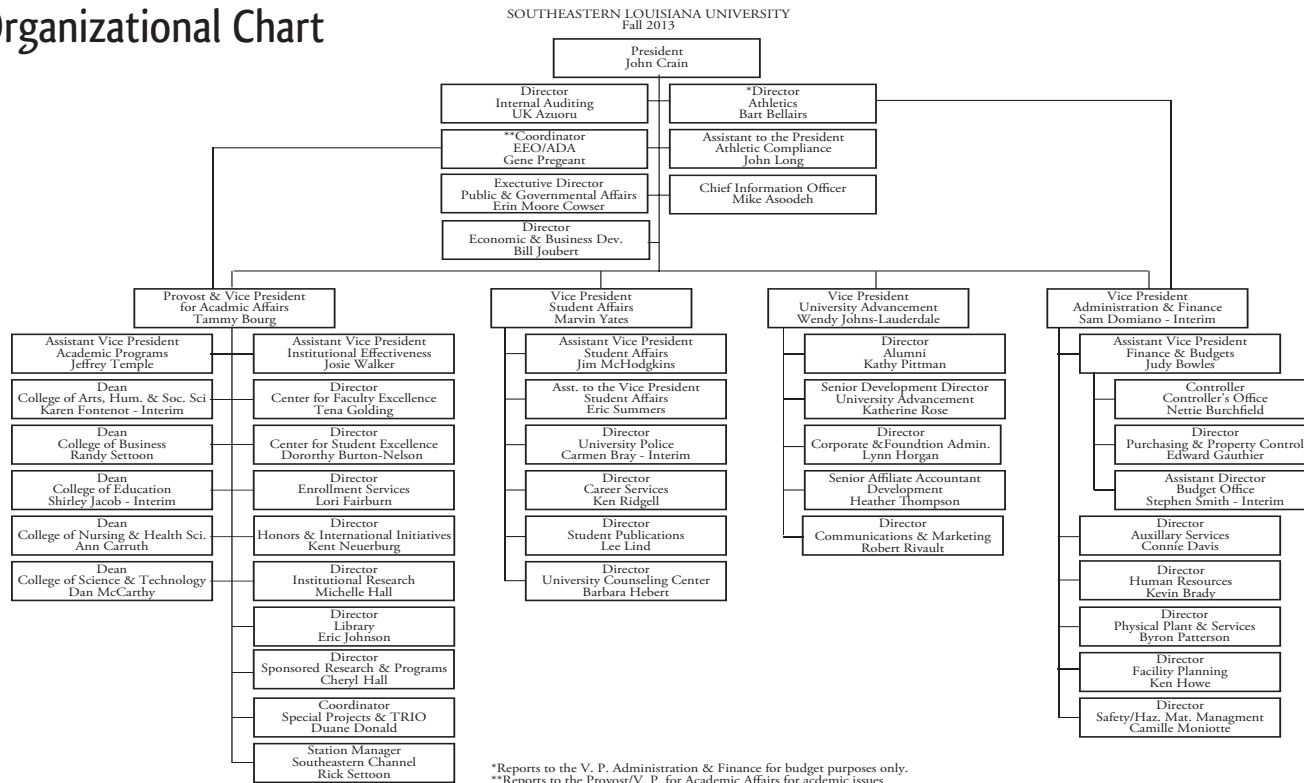 Organizational Chart
SOUTHEASTERN LOUISIANA UNIVERSITY
Fall 2013
President
John Crain
Director
Internal Auditing
UK Azuoru
*Director
Athletics
Bart Bellairs
**Coordinator
EEO/ADA
Gene Pregeant
Assistant to the President
Athletic Compliance
John Long
Exectutive Director
Public & Governmental Affairs
Erin Moore Cowser
Chief Information Officer
Mike Asoodeh
Director
Economic & Business Dev.
Bill Joubert
Provost & Vice President
for Acadmic Affairs
Tammy Bourg
Assistant Vice President
Academic Programs
Jeffrey Temple
Dean
College of Arts, Hum. & Soc. Sci
Karen Fontenot - Interim
Dean
College of Business
Randy Settoon
Dean
College of Education
Shirley Jacob - Interim
Dean
College of Nursing & Health Sci.
Ann Carruth
Dean
College of Science & Technology
Dan McCarthy
Assistant Vice President
Institutional Effectiveness
Josie Walker
Director
Center for Faculty Excellence
Tena Golding
Director
Center for Student Excellence
Dorothy Burton-Nelson
Director
Enrollment Services
Lori Fairburn
Director
Honors & International Initiatives
Kent Neuerburg
Director
Institutional Research
Michelle Hall
Director
Library
Eric Johnson
Director
Sponsored Research & Programs
Cheryl Hall
Coordinator
Special Projects & TRIO
Duane Donald
Station Manager
Southeastern Channel
Rick Settoon
Vice President
Student Affairs
Marvin Yates
Assistant Vice President
Student Affairs
Jim McHodgkins
Asst. to the Vice President
Student Affairs
Eric Summers
Director
University Police
Carmen Bray - Interim
Director
Career Services
Ken Ridgell
Director
Student Publications
Lee Lind
Director
University Counseling Center
Barbara Hebert
Vice President
University Advancement
Wendy Johns-Lauderdale
Director
Alumni
Kathy Pittman
Senior Development Director
University Advancement
Katherine Rose
Director
Corporate &Foundtion Admin.
Lynn Horgan
Senior Affiliate Accountant
Development
Heather Thompson
Director
Communications & Marketing
Robert Rivault
Vice President
Administration & Finance
Sam Domiano - Interim
Assistant Vice President
Finance & Budgets
Judy Bowles
Controller
Controller's Office
Nettie Burchfield
Director
Purchasing & Property Control
Edward Gauthier
Assistant Director
Budget Office
Stephen Smith - Interim
Director
Auxillary Services
Connie Davis
Director
Human Resources
Kevin Brady
Director
Physical Plant & Services
Byron Patterson
Director
Facility Planning
Ken Howe
Director
Safety/Haz. Mat. Managment
Camille Moniotte
*Reports to the V. P. Administration & Finance for budget purposes only.
**Reports to the Provost/V. P. for Academic Affairs for acdemic issues.